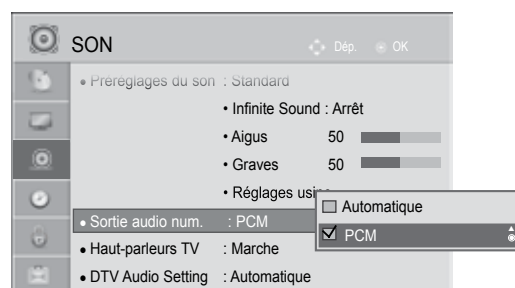 SON Dép. OK
• Préréglages du son : Standard
• Infinite Sound : Arrêt
• Aigus 50
• Graves 50
• Réglages usine
• Sortie audio num. : PCM
Automatique
PCM
• Haut-parleurs TV : Marche
• DTV Audio Setting : Automatique